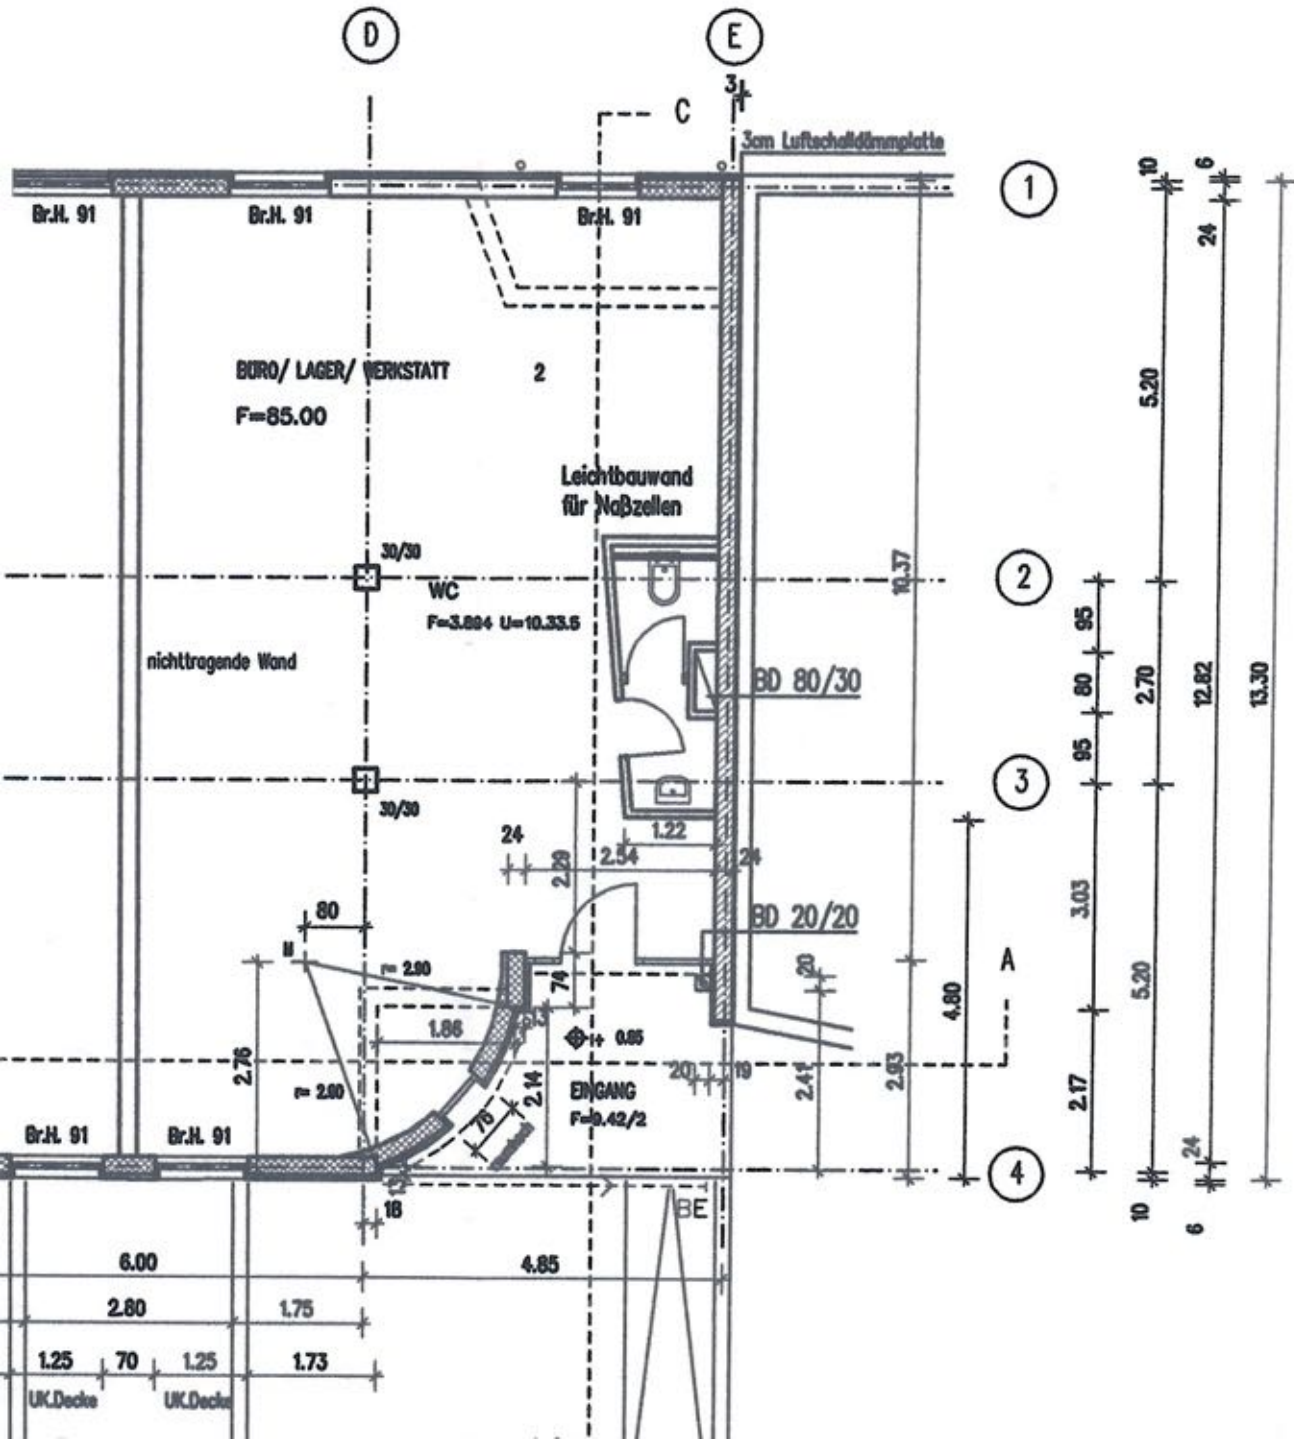 D
E
3
C
3cm Luftschalldämmplatte
1
10
6
Br.H. 91
Br.H. 91
Br.H. 91
24
BÜRO/ LAGER/ WERKSTATT
2
F=85.00
5.20
Leichtbauwand
für Naßzellen
30/30
2
10.37
WC
F=3.894 U=10.33.5
95
nichttragende Wand
BD 80/30
80
2.70
12.82
13.30
95
3
30/30
24
1.22
2.29
2.54
24
80
BD 20/20
3.03
M
r= 2.90
74
20
A
4.80
5.20
1.86
13
+ 0.85
2.76
r= 2.90
2.14
EINGANG
F=9.42/2
76
20
19
2.41
2.93
2.17
Br.H. 91
Br.H. 91
24
4
13
18
BE
10
6
6.00
4.85
2.80
1.75
1.25
70
1.25
1.73
UK.Decke
UK.Decke